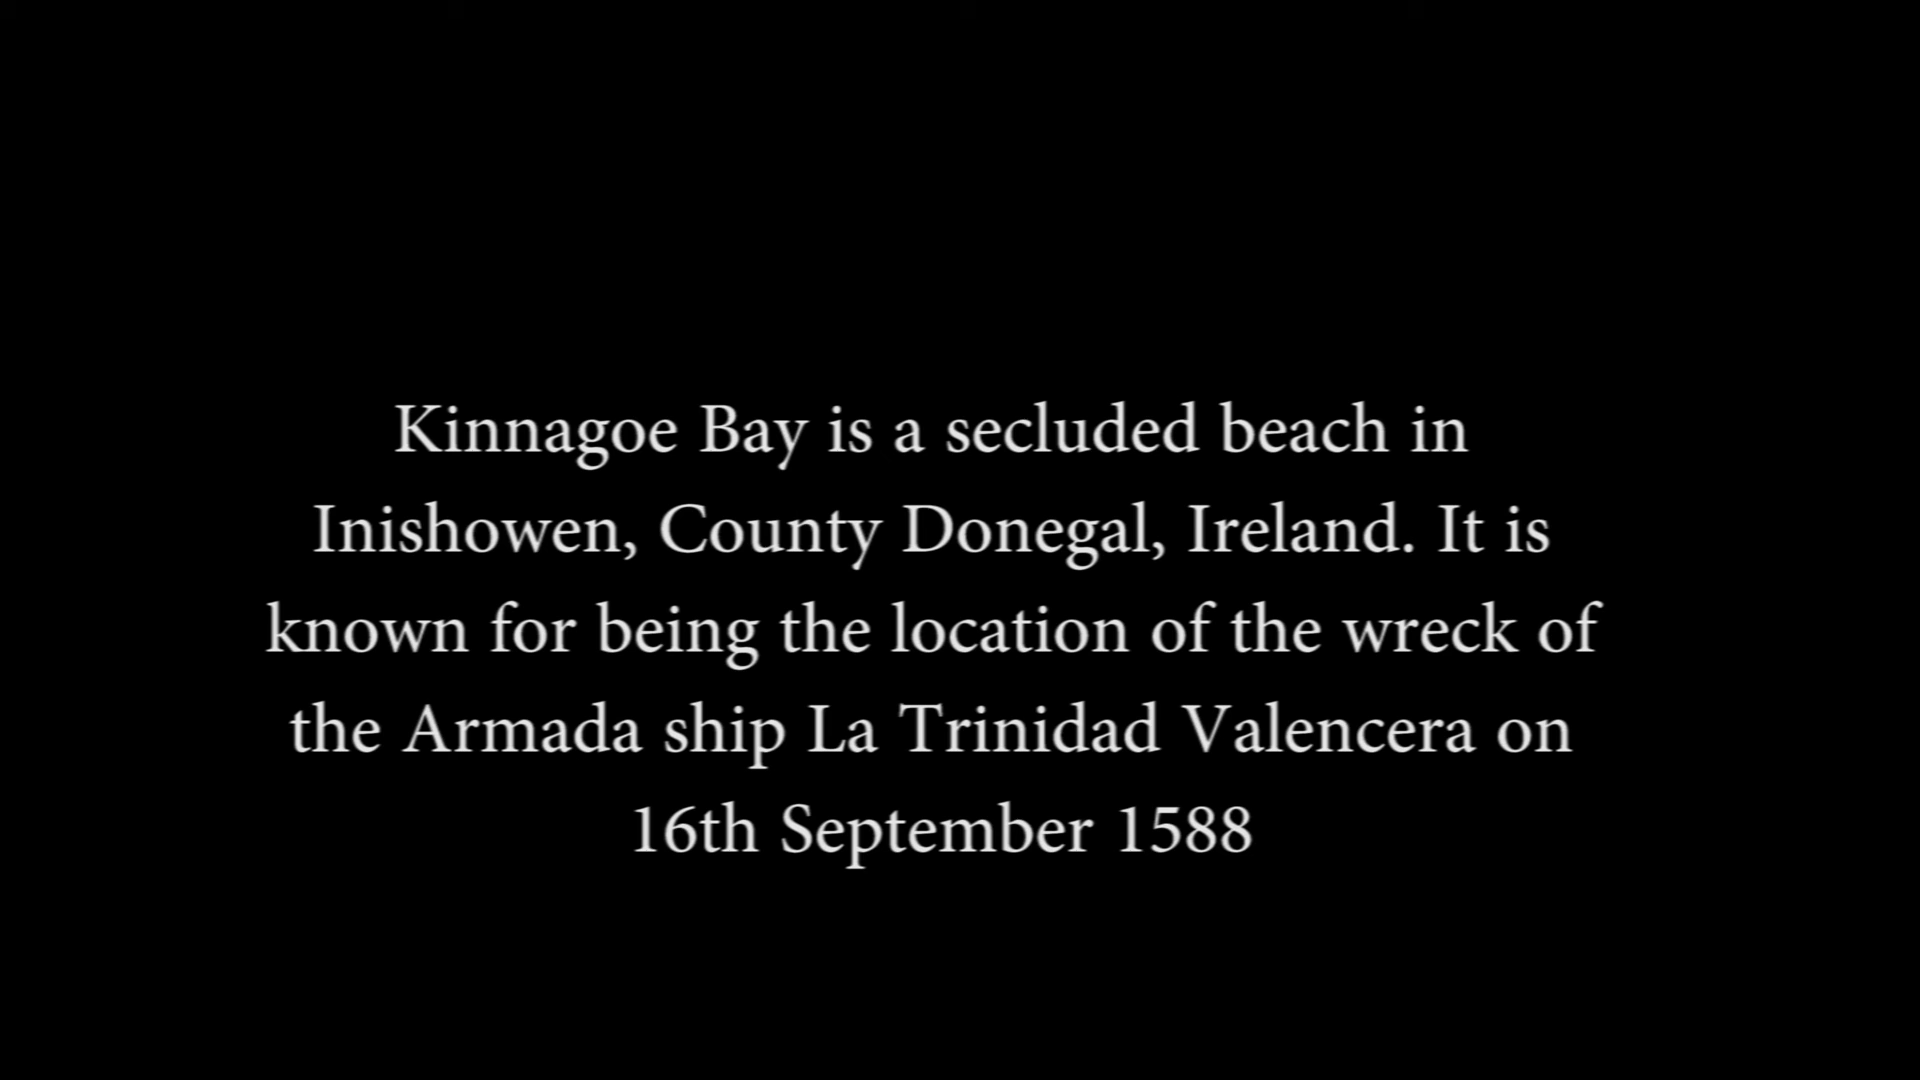 Kinnagoe Bay is a secluded beach in
Inishowen, County Donegal, Ireland. It is
known for being the location of the wreck of
the Armada ship La Trinidad Valencera on
16th September 1588